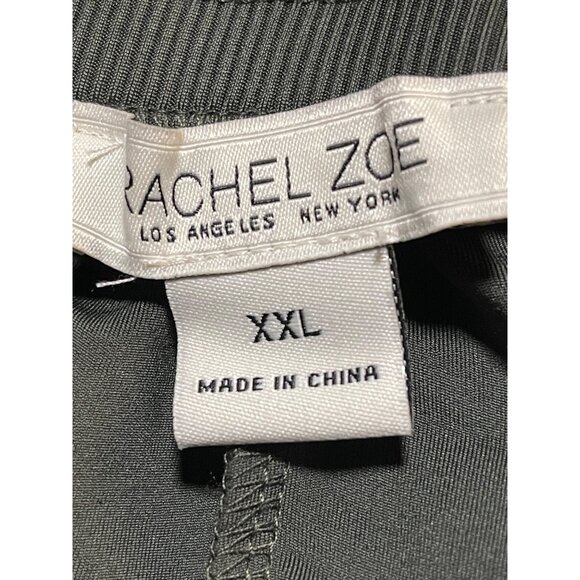 RACHEL ZOE
LOS ANGELES NEW YORK
XXL
MADE IN CHINA